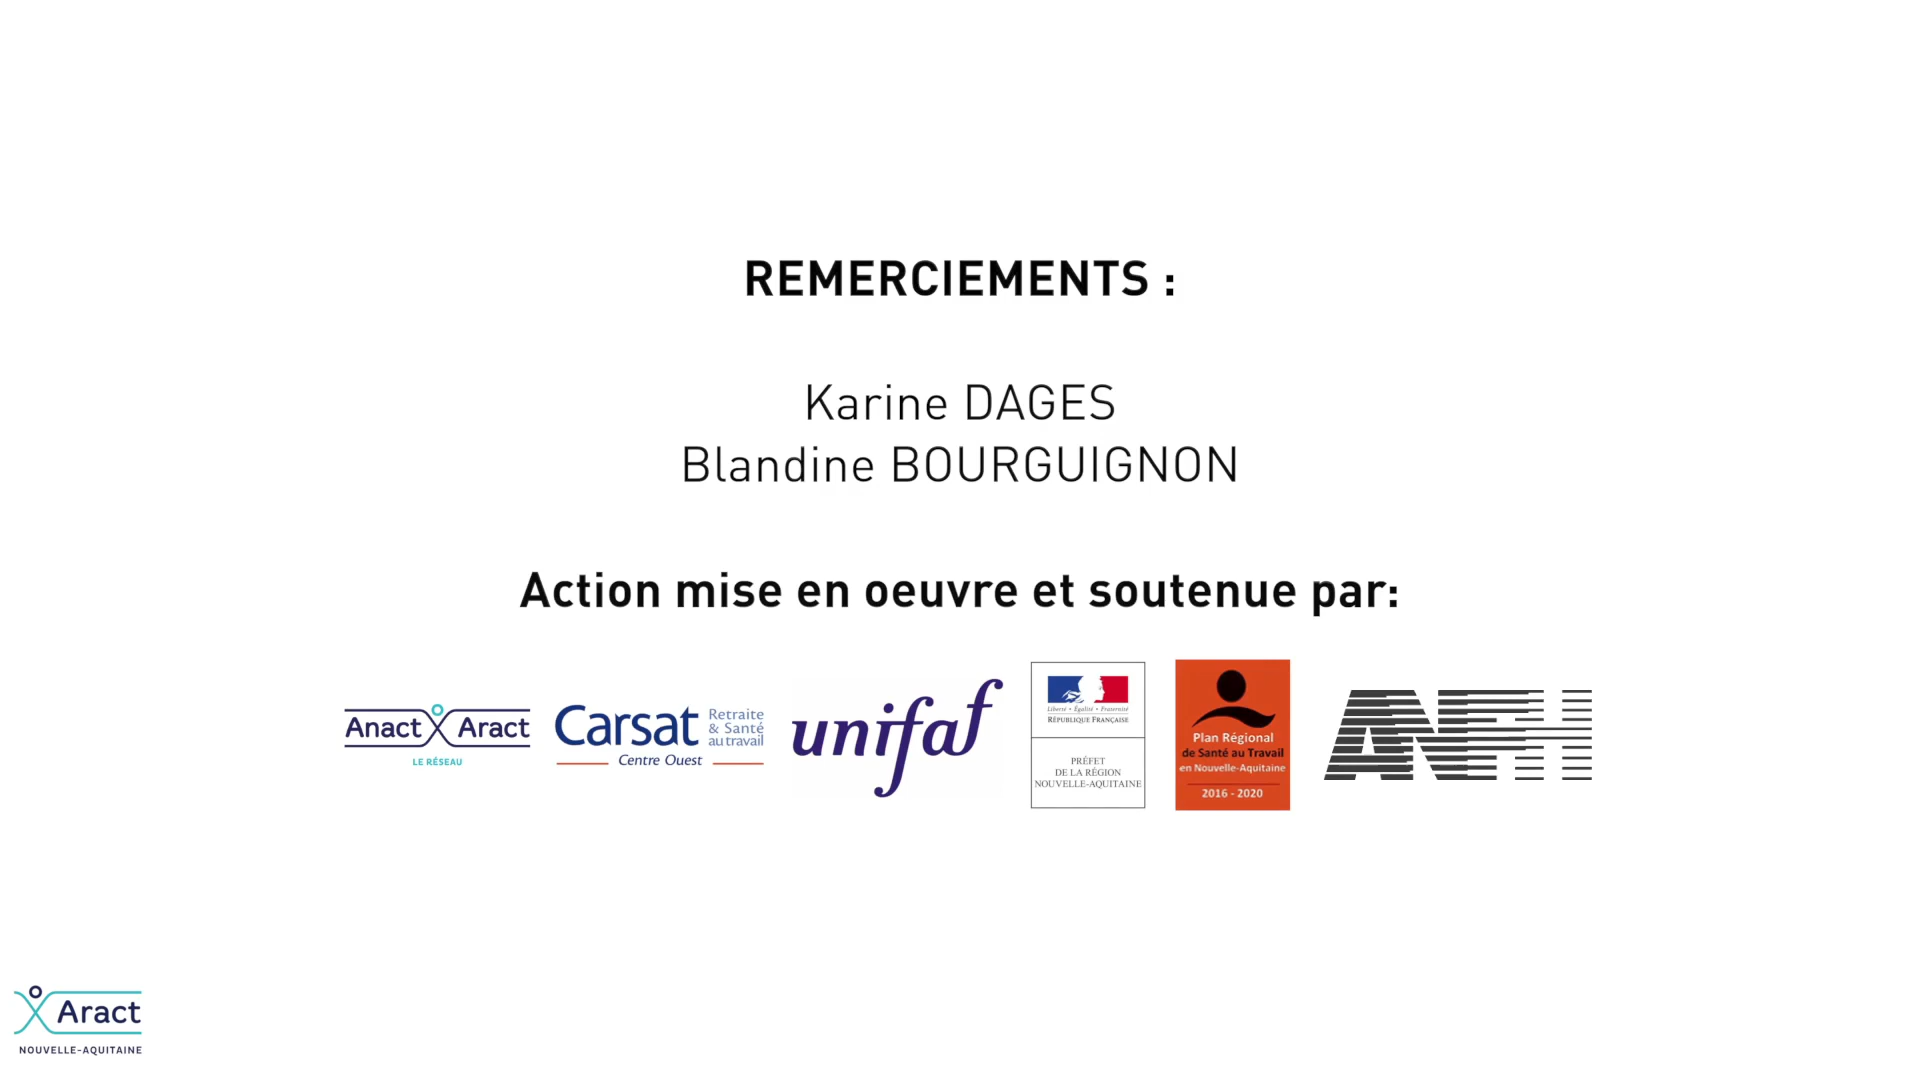 REMERCIEMENTS :
Karine DAGES
Blandine BOURGUIGNON
Action mise en oeuvre et soutenue par:
Anact Aract
LE RÉSEAU
Carsat Retraite
& Santé
au travail
Centre Ouest
unifaf
Liberté • Égalité • Fraternité
RÉPUBLIQUE FRANÇAISE
PRÉFET
DE LA RÉGION
NOUVELLE-AQUITAINE
Plan Régional
de Santé au Travail
en Nouvelle-Aquitaine
2016 - 2020
ANFH
Aract
NOUVELLE-AQUITAINE